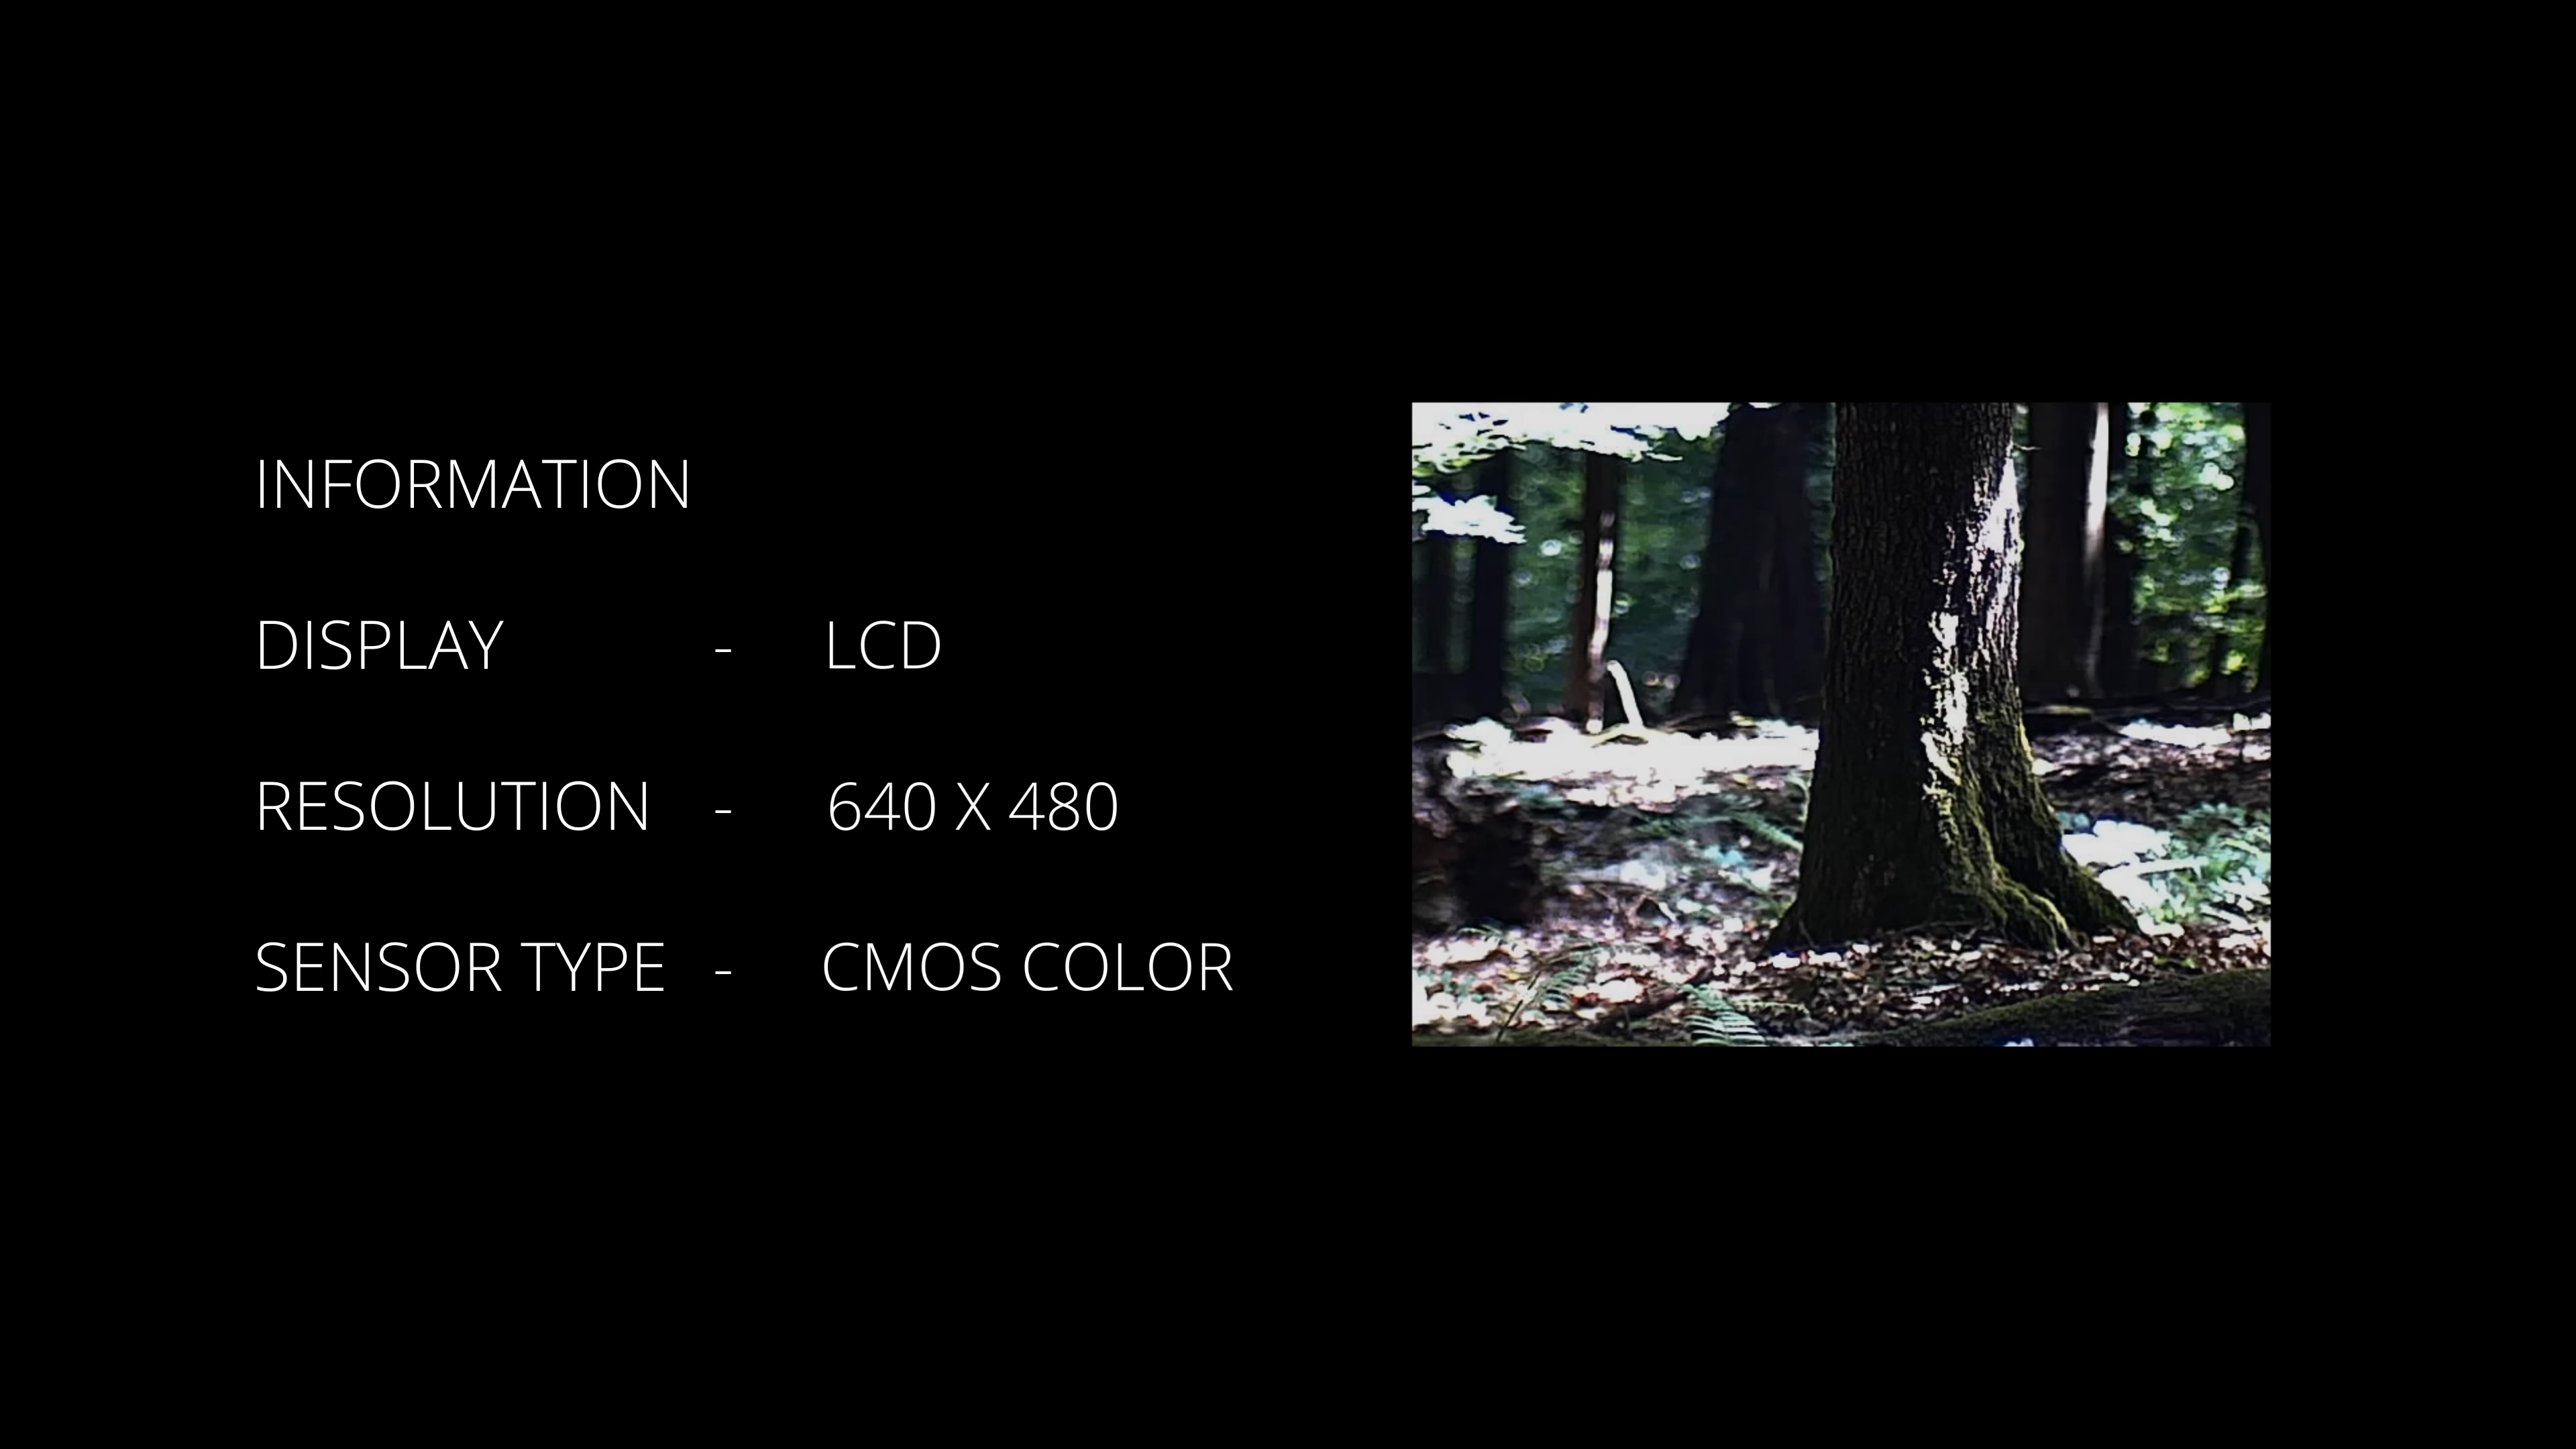 INFORMATION
DISPLAY - LCD
RESOLUTION - 640 X 480
SENSOR TYPE - CMOS COLOR